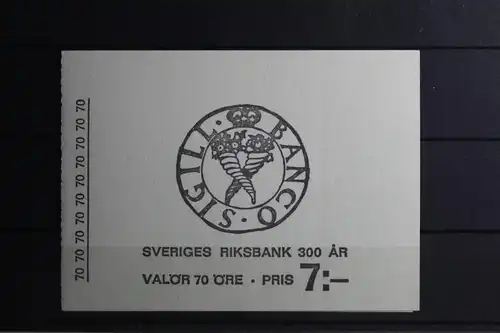 70 70 70 70 70 70 70 70 70 70
SIGILL · BANCO ·
SVERIGES RIKSBANK 300 ÅR
VALÖR 70 ÖRE · PRIS 7:–